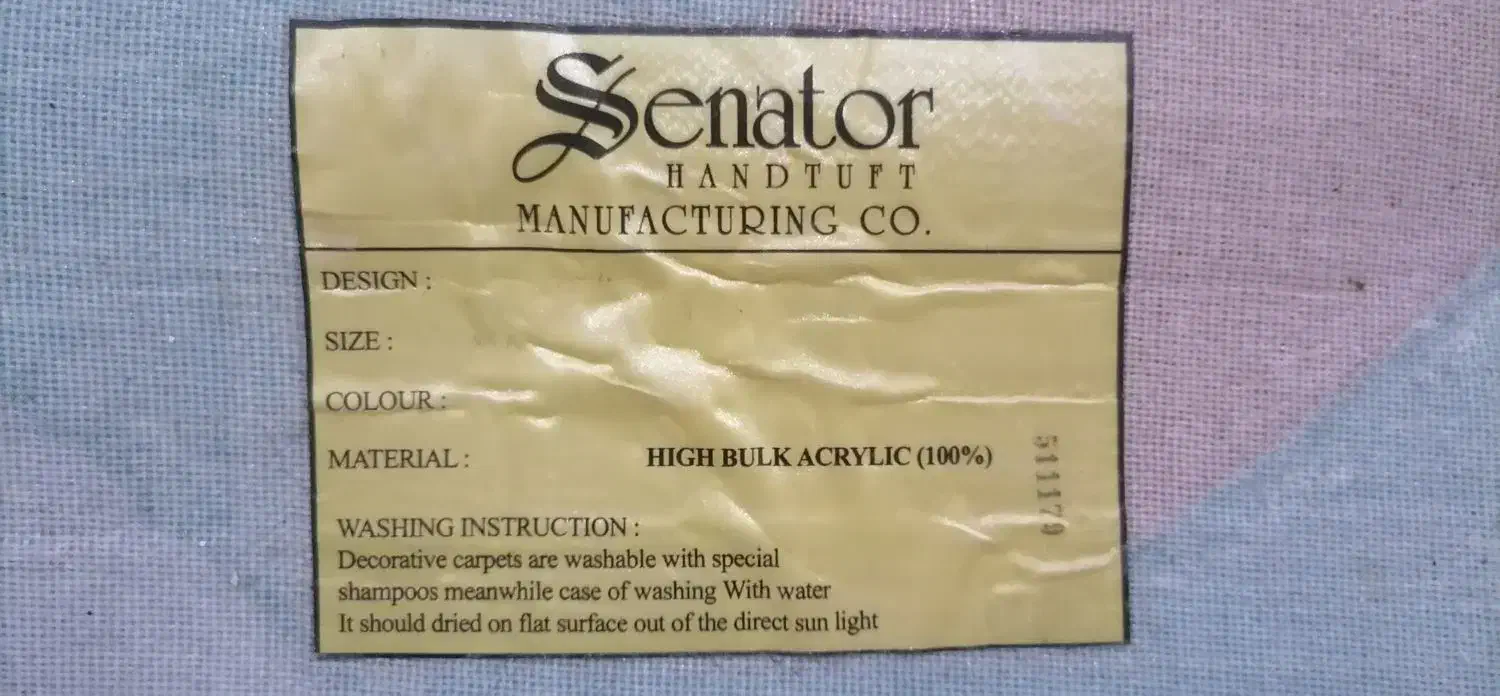 Senator
HANDTUFT
MANUFACTURING CO.
DESIGN :
SIZE :
COLOUR :
MATERIAL : HIGH BULK ACRYLIC (100%)
511179
WASHING INSTRUCTION :
Decorative carpets are washable with special
shampoos meanwhile case of washing With water
It should dried on flat surface out of the direct sun light